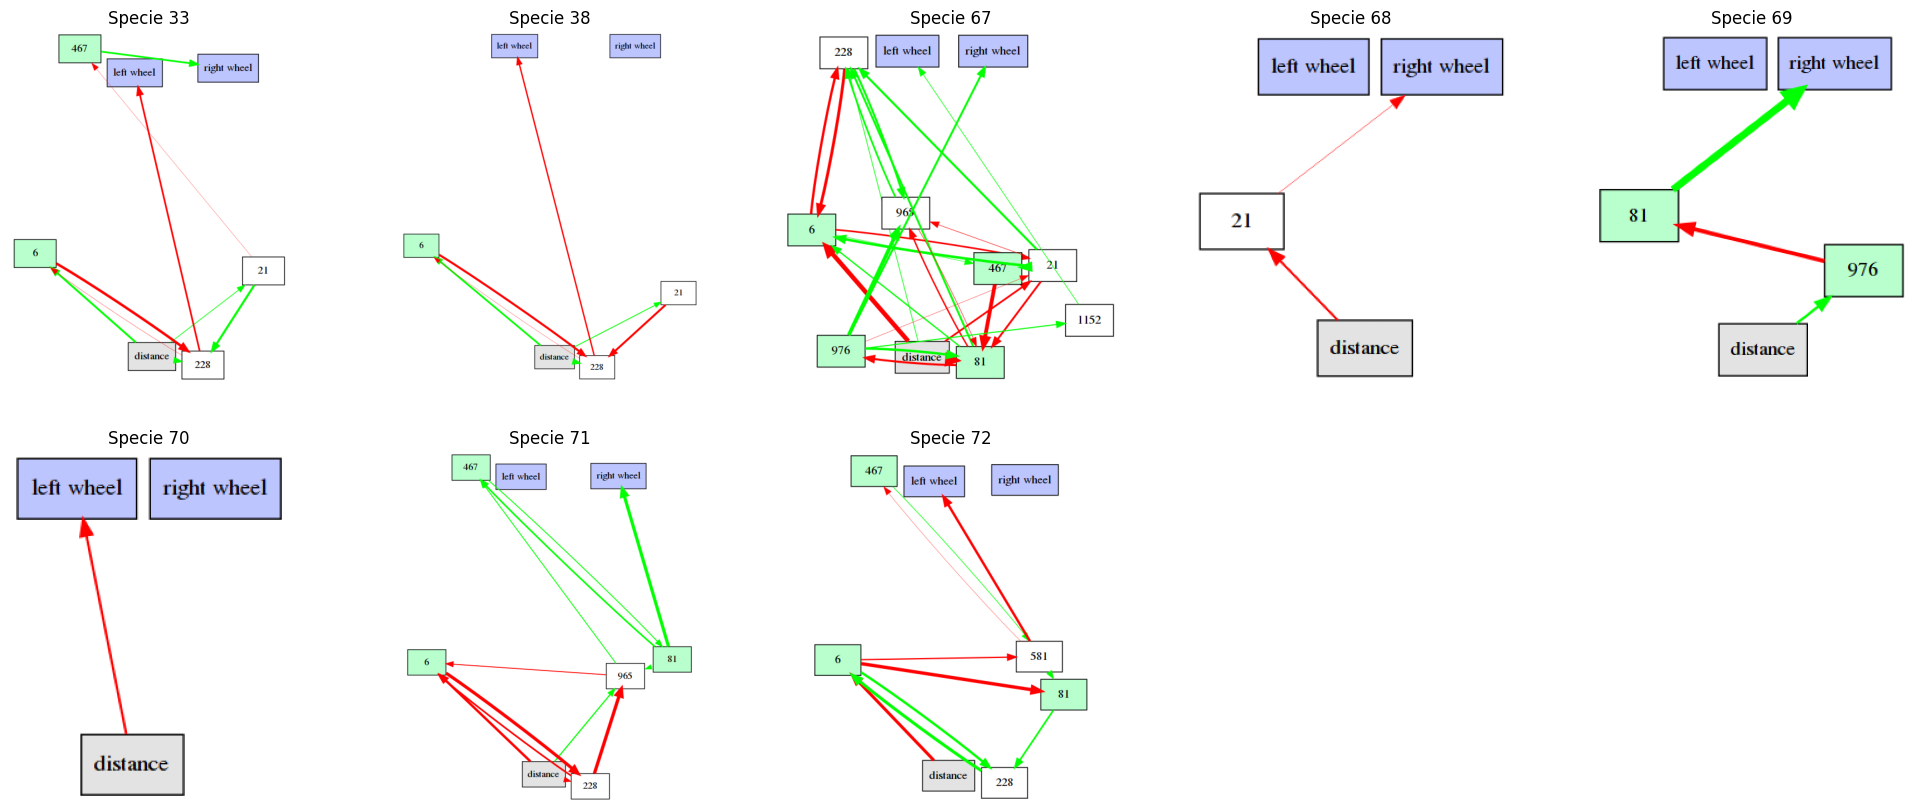 Specie 33
467
left wheel
right wheel
6
21
distance
228
Specie 38
left wheel
right wheel
6
21
distance
228
Specie 67
228
left wheel
right wheel
965
6
467
21
1152
976
distance
81
Specie 68
left wheel
right wheel
21
distance
Specie 69
left wheel
right wheel
81
976
distance
Specie 70
left wheel
right wheel
distance
Specie 71
467
left wheel
right wheel
6
965
81
distance
228
Specie 72
467
left wheel
right wheel
6
581
81
distance
228